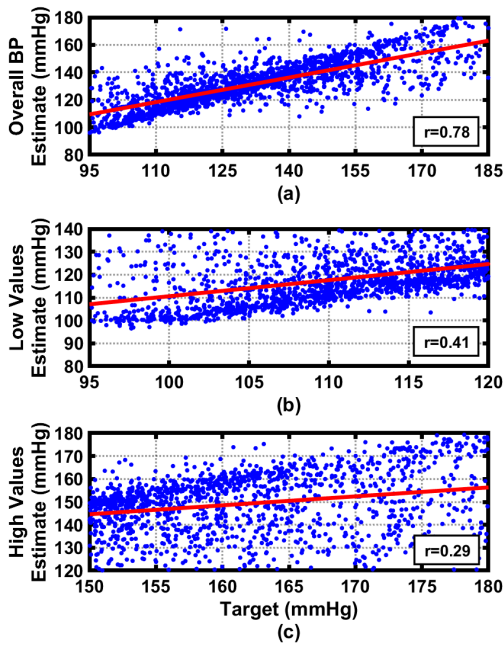 Overall BP
Estimate (mmHg)
180
160
140
120
100
80
95 110 125 140 155 170 185
r=0.78
(a)
Low Values
Estimate (mmHg)
140
130
120
110
100
90
80
95 100 105 110 115 120
r=0.41
(b)
High Values
Estimate (mmHg)
180
170
160
150
140
130
120
150 155 160 165 170 175 180
r=0.29
Target (mmHg)
(c)